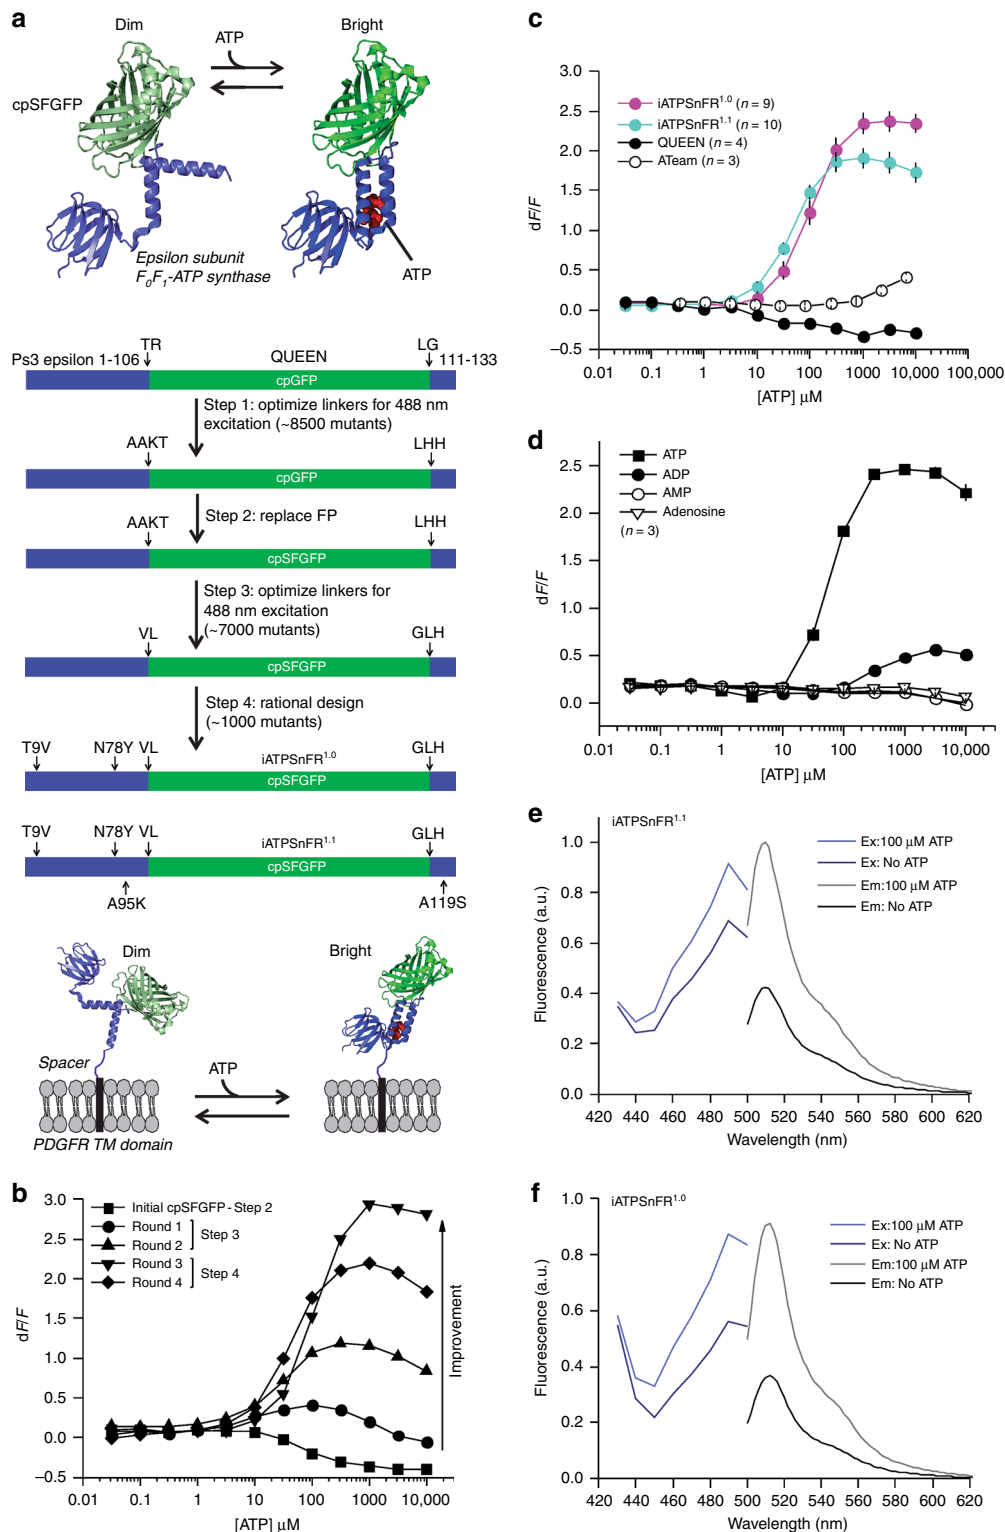 a
Dim
ATP
Bright
cpSFGFP
Epsilon subunit
F0F1-ATP synthase
ATP
TR
QUEEN
LG
Ps3 epsilon 1-106
111-133
cpGFP
Step 1: optimize linkers for 488 nm
excitation (~8500 mutants)
AAKT
LHH
cpGFP
Step 2: replace FP
AAKT
LHH
cpSFGFP
Step 3: optimize linkers for
488 nm excitation
(~7000 mutants)
VL
GLH
cpSFGFP
Step 4: rational design
(~1000 mutants)
T9V
N78Y
VL
iATPSnFR1.0
GLH
cpSFGFP
T9V
N78Y
VL
iATPSnFR1.1
GLH
cpSFGFP
A95K
A119S
Dim
Bright
Spacer
ATP
PDGFR TM domain
b
3.0
2.5
2.0
1.5
1.0
0.5
0.0
−0.5
dF/F
Initial cpSFGFP - Step 2
Round 1
Round 2
Step 3
Round 3
Round 4
Step 4
Improvement
0.01
0.1
1
10
100
1000
10,000
[ATP] μM
c
3.0
2.5
2.0
1.5
1.0
0.5
0.0
−0.5
dF/F
iATPSnFR1.0 (n = 9)
iATPSnFR1.1 (n = 10)
QUEEN (n = 4)
ATeam (n = 3)
0.01
0.1
1
10
100
1000
10,000
100,000
[ATP] μM
d
2.5
2.0
1.5
1.0
0.5
0.0
dF/F
ATP
ADP
AMP
Adenosine
(n = 3)
0.01
0.1
1
10
100
1000
10,000
[ATP] μM
e
iATPSnFR1.1
1.0
0.8
0.6
0.4
0.2
0.0
Fluorescence (a.u.)
Ex:100 μM ATP
Ex: No ATP
Em:100 μM ATP
Em: No ATP
420
440
460
480
500
520
540
560
580
600
620
Wavelength (nm)
f
iATPSnFR1.0
1.0
0.8
0.6
0.4
0.2
0.0
Fluorescence (a.u.)
Ex:100 μM ATP
Ex: No ATP
Em:100 μM ATP
Em: No ATP
420
440
460
480
500
520
540
560
580
600
620
Wavelength (nm)